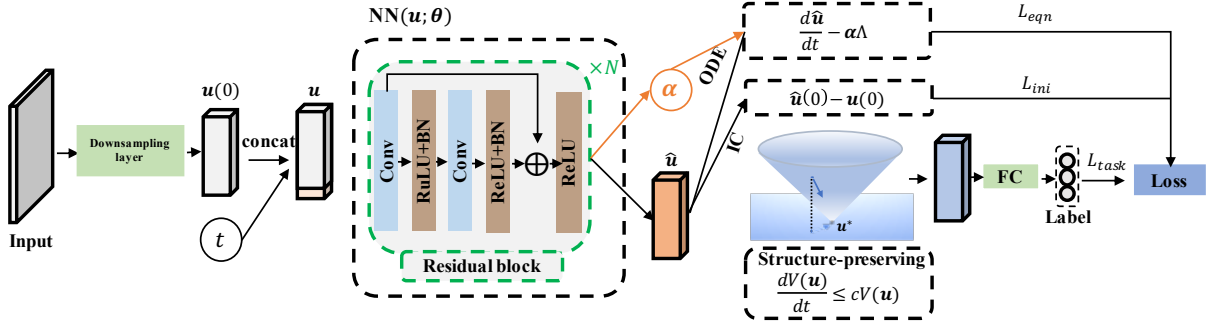 NN(𝒖; 𝜽)
×N
Input
Downsampling
layer
𝒖(0)
concat
𝒖
t
Conv
RuLU+BN
Conv
ReLU+BN
⊕
ReLU
Residual block
α
ODE
IC
û
dû/dt − αΛ
û(0) − 𝒖(0)
L_eqn
L_ini
𝒖*
Structure-preserving
dV(𝒖)/dt ≤ cV(𝒖)
FC
Label
L_task
Loss